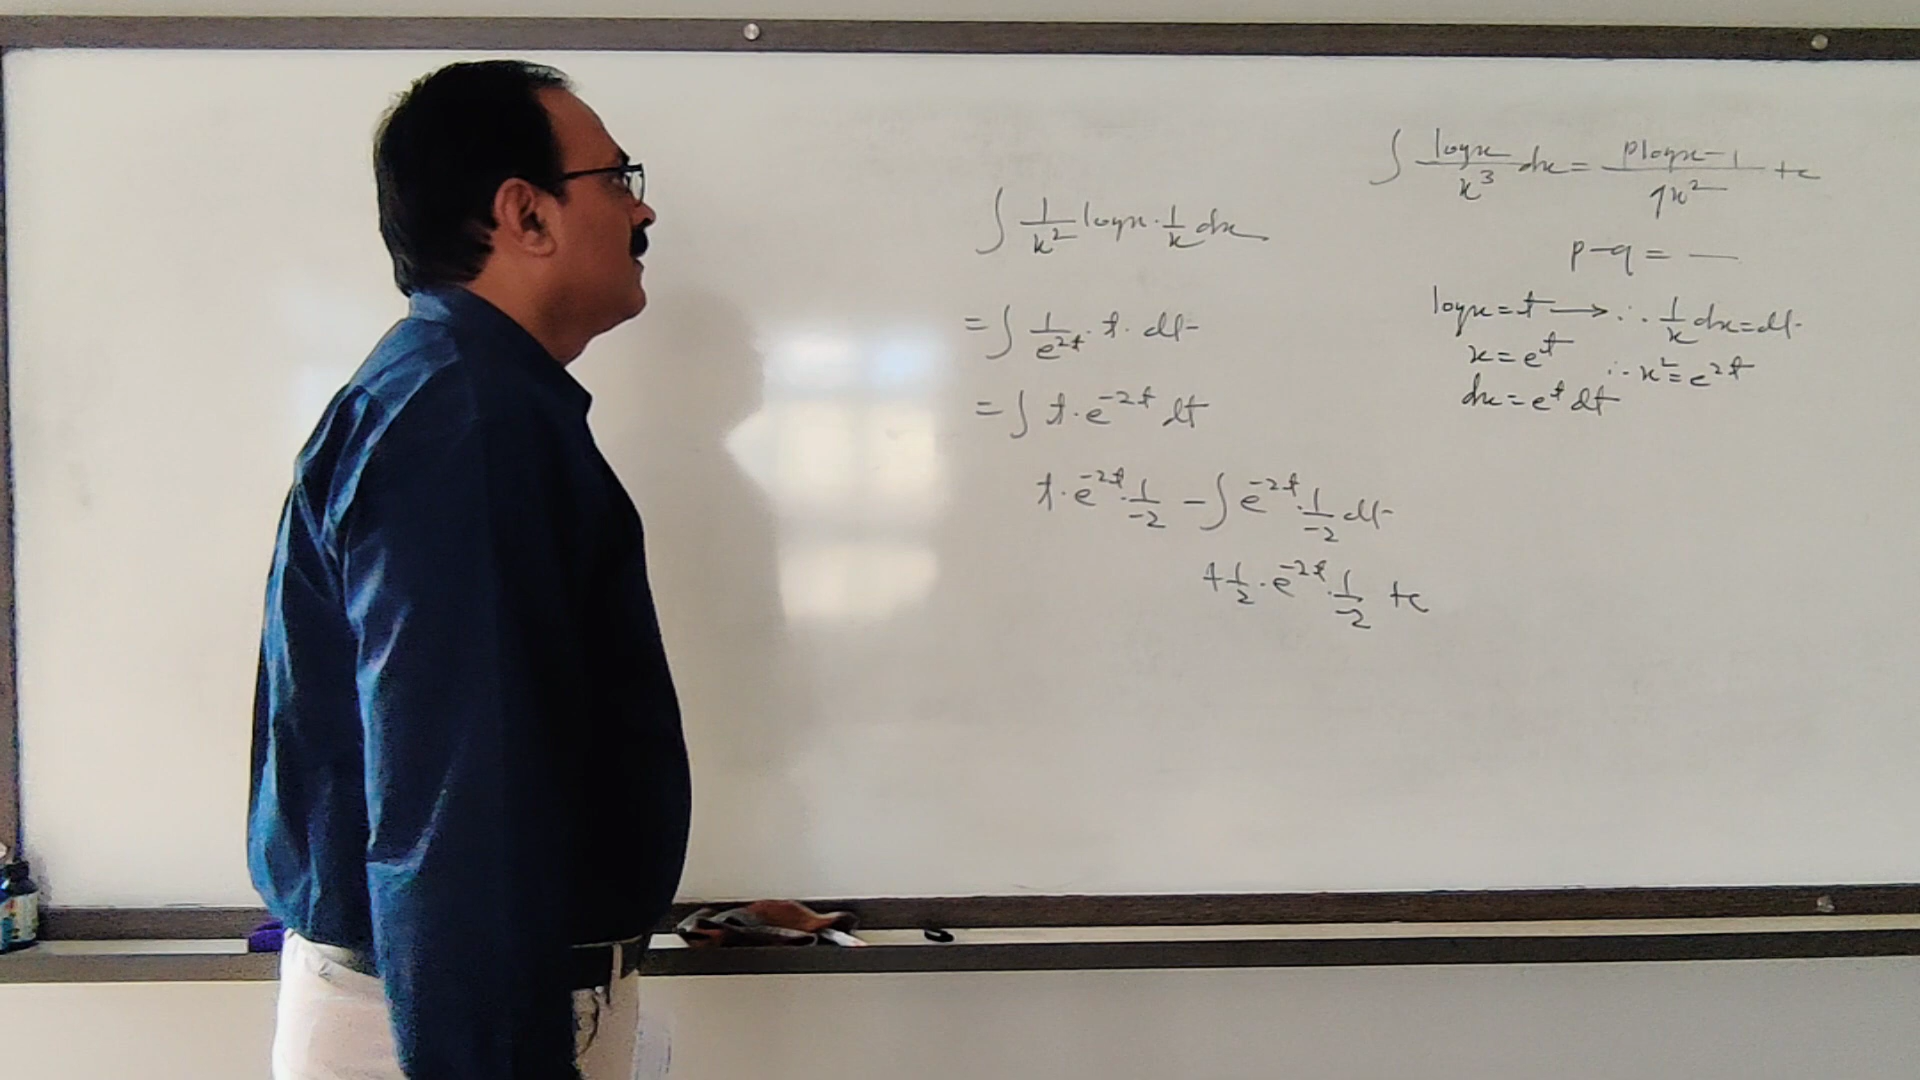 ∫ logx/x³ dx = plogx-1/qx² +c
p-q = —
logx = t → ∴ 1/x dx = dt
x = e^t ∴ x² = e^2t
dx = e^t dt
∫ 1/x² logx · 1/x dx
= ∫ 1/e^2t · t · dt
= ∫ t · e^-2t dt
t · e^-2t · 1/-2 - ∫ e^-2t · 1/-2 dt
+ 1/2 · e^-2t · 1/-2 +c